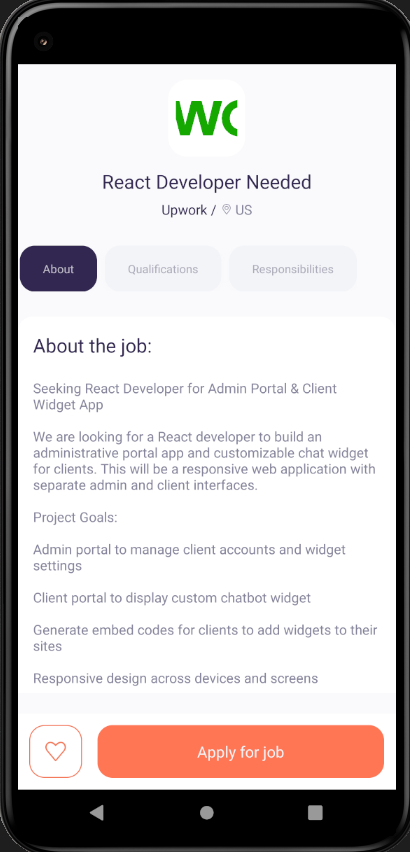 WC
React Developer Needed
Upwork / US
About
Qualifications
Responsibilities
About the job:
Seeking React Developer for Admin Portal & Client
Widget App
We are looking for a React developer to build an
administrative portal app and customizable chat widget
for clients. This will be a responsive web application with
separate admin and client interfaces.
Project Goals:
Admin portal to manage client accounts and widget
settings
Client portal to display custom chatbot widget
Generate embed codes for clients to add widgets to their
sites
Responsive design across devices and screens
Apply for job